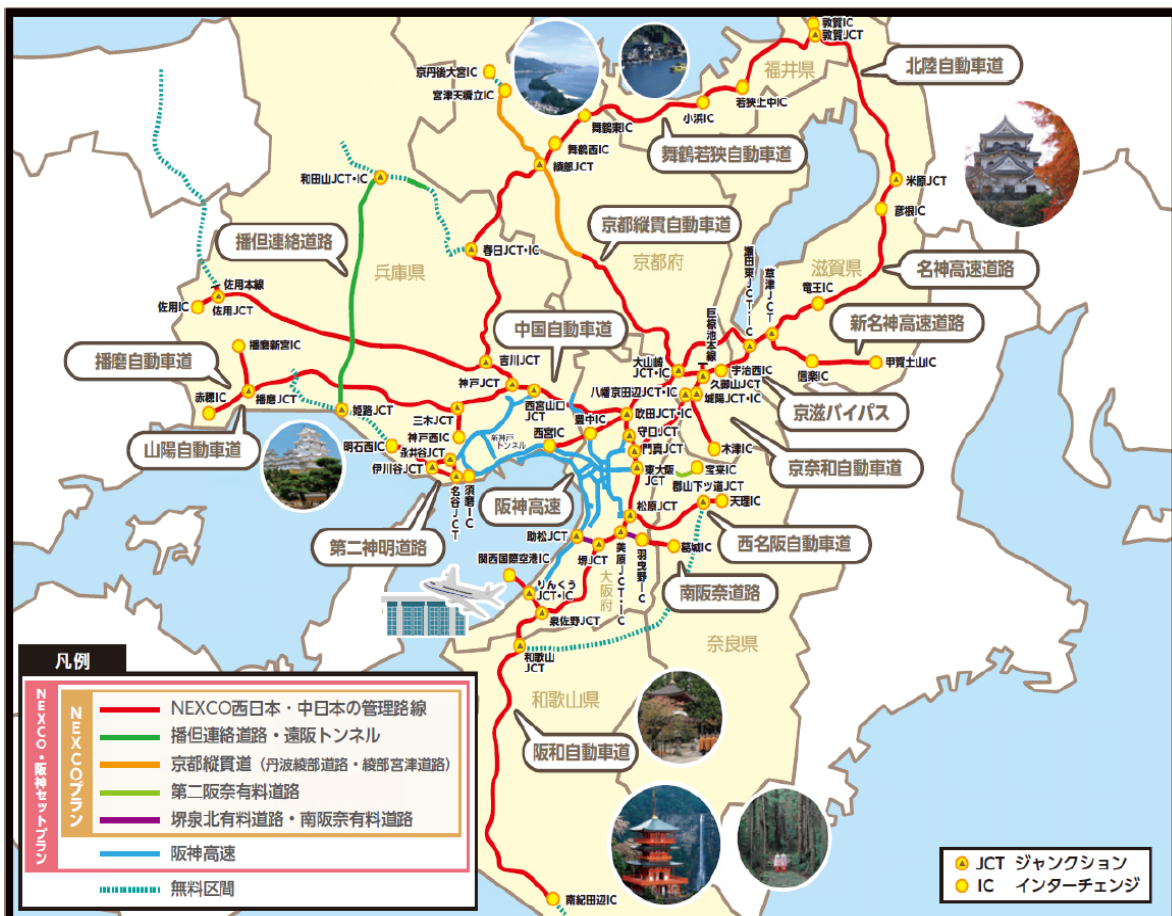 敦賀IC
敦賀JCT
北陸自動車道
福井県
京丹後大宮IC
宮津天橋立IC
若狭上中IC
小浜IC
舞鶴東IC
舞鶴西IC
舞鶴若狭自動車道
綾部JCT
和田山JCT・IC
米原JCT
彦根IC
播但連絡道路
京都縦貫自動車道
春日JCT・IC
兵庫県
京都府
瀬田東JCT・IC
草津JCT
滋賀県
名神高速道路
竜王IC
佐用本線
佐用IC
佐用JCT
巨椋池本線
新名神高速道路
中国自動車道
播磨新宮IC
播磨自動車道
吉川JCT
大山崎
JCT・IC
宇治西IC
信楽IC
甲賀土山IC
神戸JCT
久御山JCT
八幡京田辺JCT・IC
城陽JCT・IC
赤穂IC
播磨JCT
西宮山口
JCT
豊中IC
吹田JCT・IC
京滋バイパス
姫路JCT
三木JCT
守口JCT
山陽自動車道
明石西IC
神戸西IC
新神戸
トンネル
西宮IC
門真JCT
木津IC
永井谷JCT
伊川谷JCT
東大阪
JCT
宝来IC
京奈和自動車道
名谷JCT
須磨IC
阪神高速
郡山下ツ道JCT
天理IC
松原JCT
第二神明道路
助松JCT
西名阪自動車道
堺JCT
美原JCT・IC
羽曳野IC
葛城IC
関西国際空港IC
大阪府
りんくう
JCT・IC
南阪奈道路
泉佐野JCT
奈良県
和歌山
JCT
和歌山県
阪和自動車道
南紀田辺IC
凡例
NEXCO・阪神セットプラン
NEXCOプラン
NEXCO西日本・中日本の管理路線
播但連絡道路・遠阪トンネル
京都縦貫道（丹波綾部道路・綾部宮津道路）
第二阪奈有料道路
堺泉北有料道路・南阪奈有料道路
阪神高速
無料区間
JCT ジャンクション
IC インターチェンジ